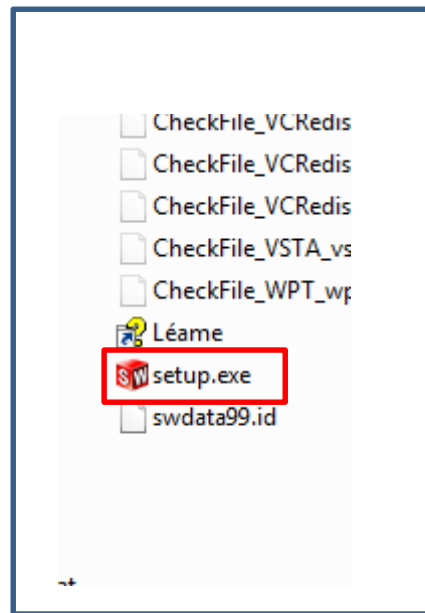 CheckFile_VCRedis
CheckFile_VCRedis
CheckFile_VCRedis
CheckFile_VSTA_vs
CheckFile_WPT_wp
Léame
setup.exe
swdata99.id